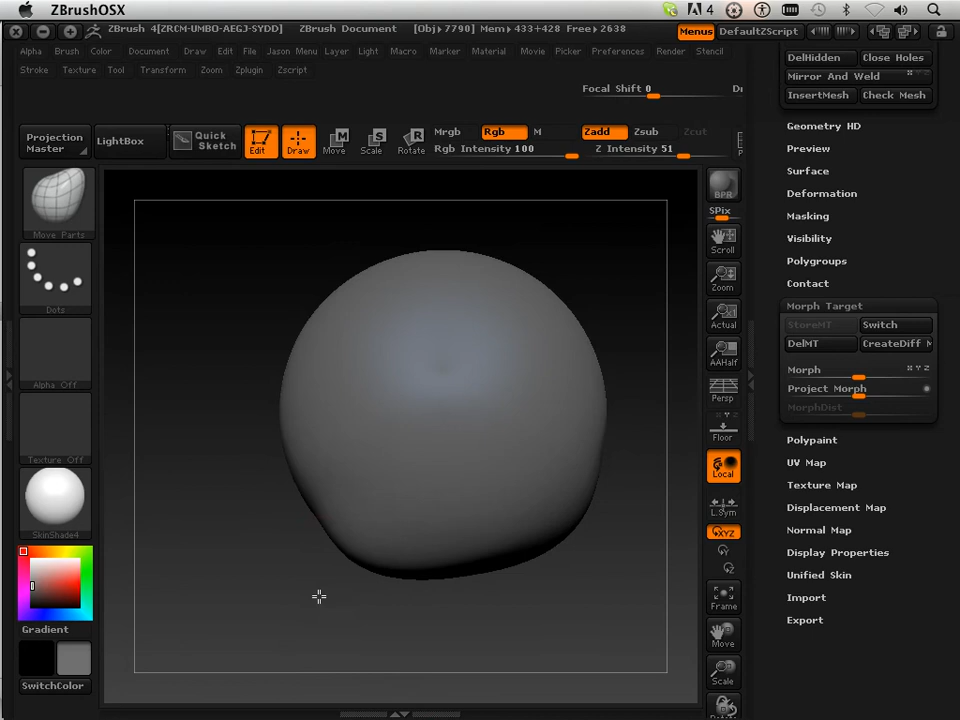 ZBrushOSX
4
ZBrush 4[ZRCM-UMBO-AEGJ-SYDD] ZBrush Document [Obj▸7790] Mem▸433+428 Free▸2638 Menus DefaultZScript
Alpha Brush Color Document Draw Edit File Jason Menu Layer Light Macro Marker Material Movie Picker Preferences Render Stencil
Stroke Texture Tool Transform Zoom Zplugin Zscript
Focal Shift 0 Dr
Projection Master
LightBox
Quick Sketch
Edit
Draw
Move
Scale
Rotate
Mrgb Rgb M
Rgb Intensity 100
Zadd Zsub Zcut
Z Intensity 51
Move Parts
Dots
Alpha Off
Texture Off
SkinShade4
Gradient
SwitchColor
BPR
SPix
Scroll
Zoom
Actual
AAHalf
Persp
Floor
Local
L.Sym
XYZ
Y
Z
Frame
Move
Scale
DelHidden Close Holes
Mirror And Weld
InsertMesh Check Mesh
Geometry HD
Preview
Surface
Deformation
Masking
Visibility
Polygroups
Contact
Morph Target
StoreMT Switch
DelMT CreateDiff M
Morph X Y Z
Project Morph
MorphDist
Polypaint
UV Map
Texture Map
Displacement Map
Normal Map
Display Properties
Unified Skin
Import
Export